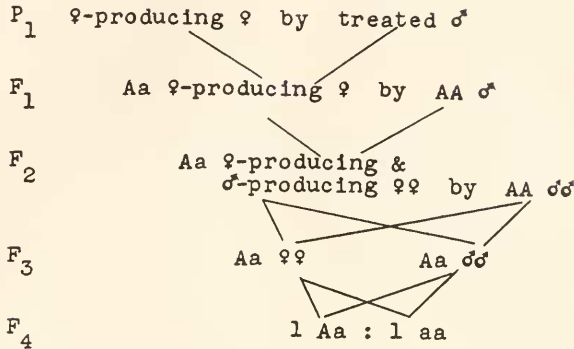 P1 ♀-producing ♀ by treated ♂
F1 Aa ♀-producing ♀ by AA ♂
F2 Aa ♀-producing &
♂-producing ♀♀ by AA ♂♂
F3 Aa ♀♀ Aa ♂♂
F4 1 Aa : 1 aa